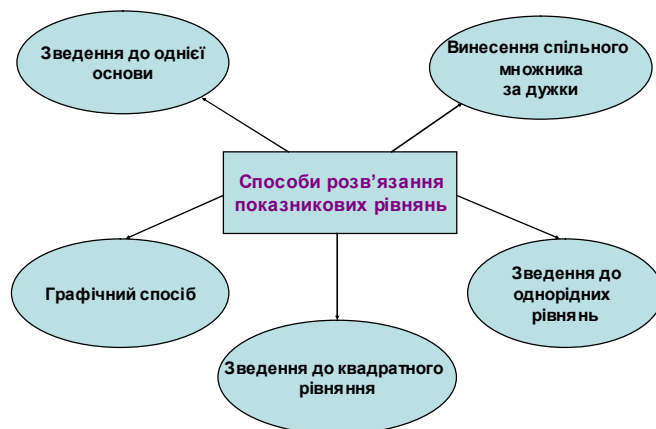 Зведення до однієї
основи
Винесення спільного
множника
за дужки
Способи розв’язання
показникових рівнянь
Графічний спосіб
Зведення до
однорідних
рівнянь
Зведення до квадратного
рівняння